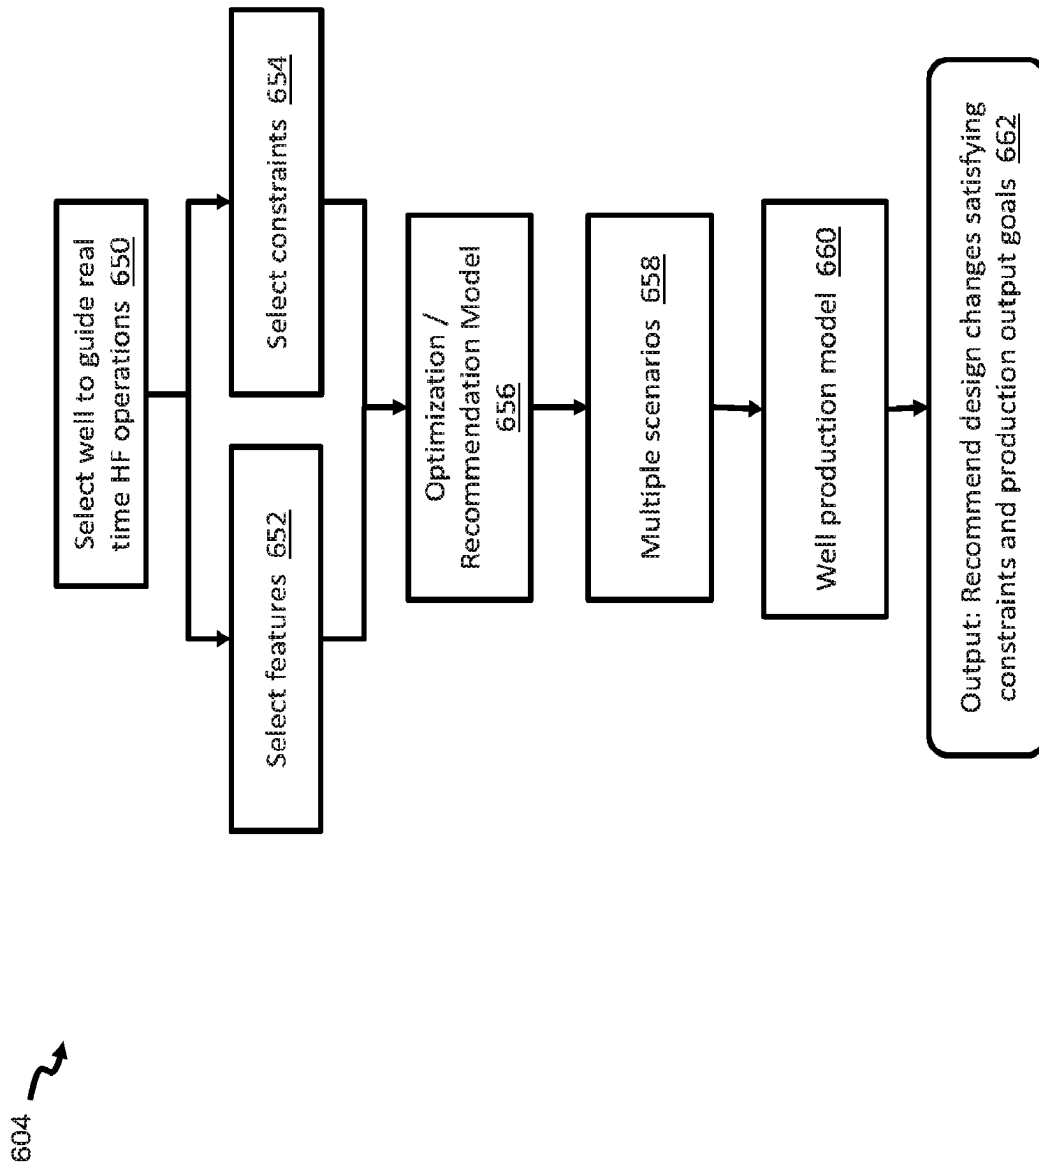 604
Select well to guide real
time HF operations 650
Select features 652
Select constraints 654
Optimization /
Recommendation Model
656
Multiple scenarios 658
Well production model 660
Output: Recommend design changes satisfying
constraints and production output goals 662